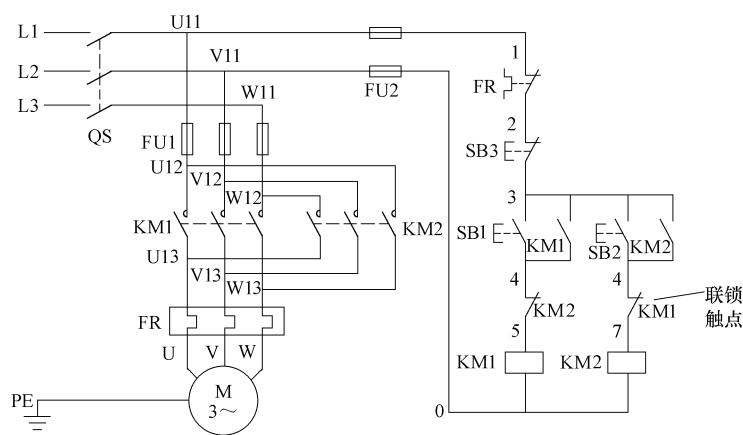 L1
U11
1
L2
V11
FR
L3
W11
FU2
QS
FU1
2
SB3
U12
V12
W12
3
KM1
KM2
SB1
KM1
SB2
KM2
U13
V13
W13
4
4
联锁
触点
KM2
KM1
FR
5
7
U
V
W
KM1
KM2
M
3～
PE
0